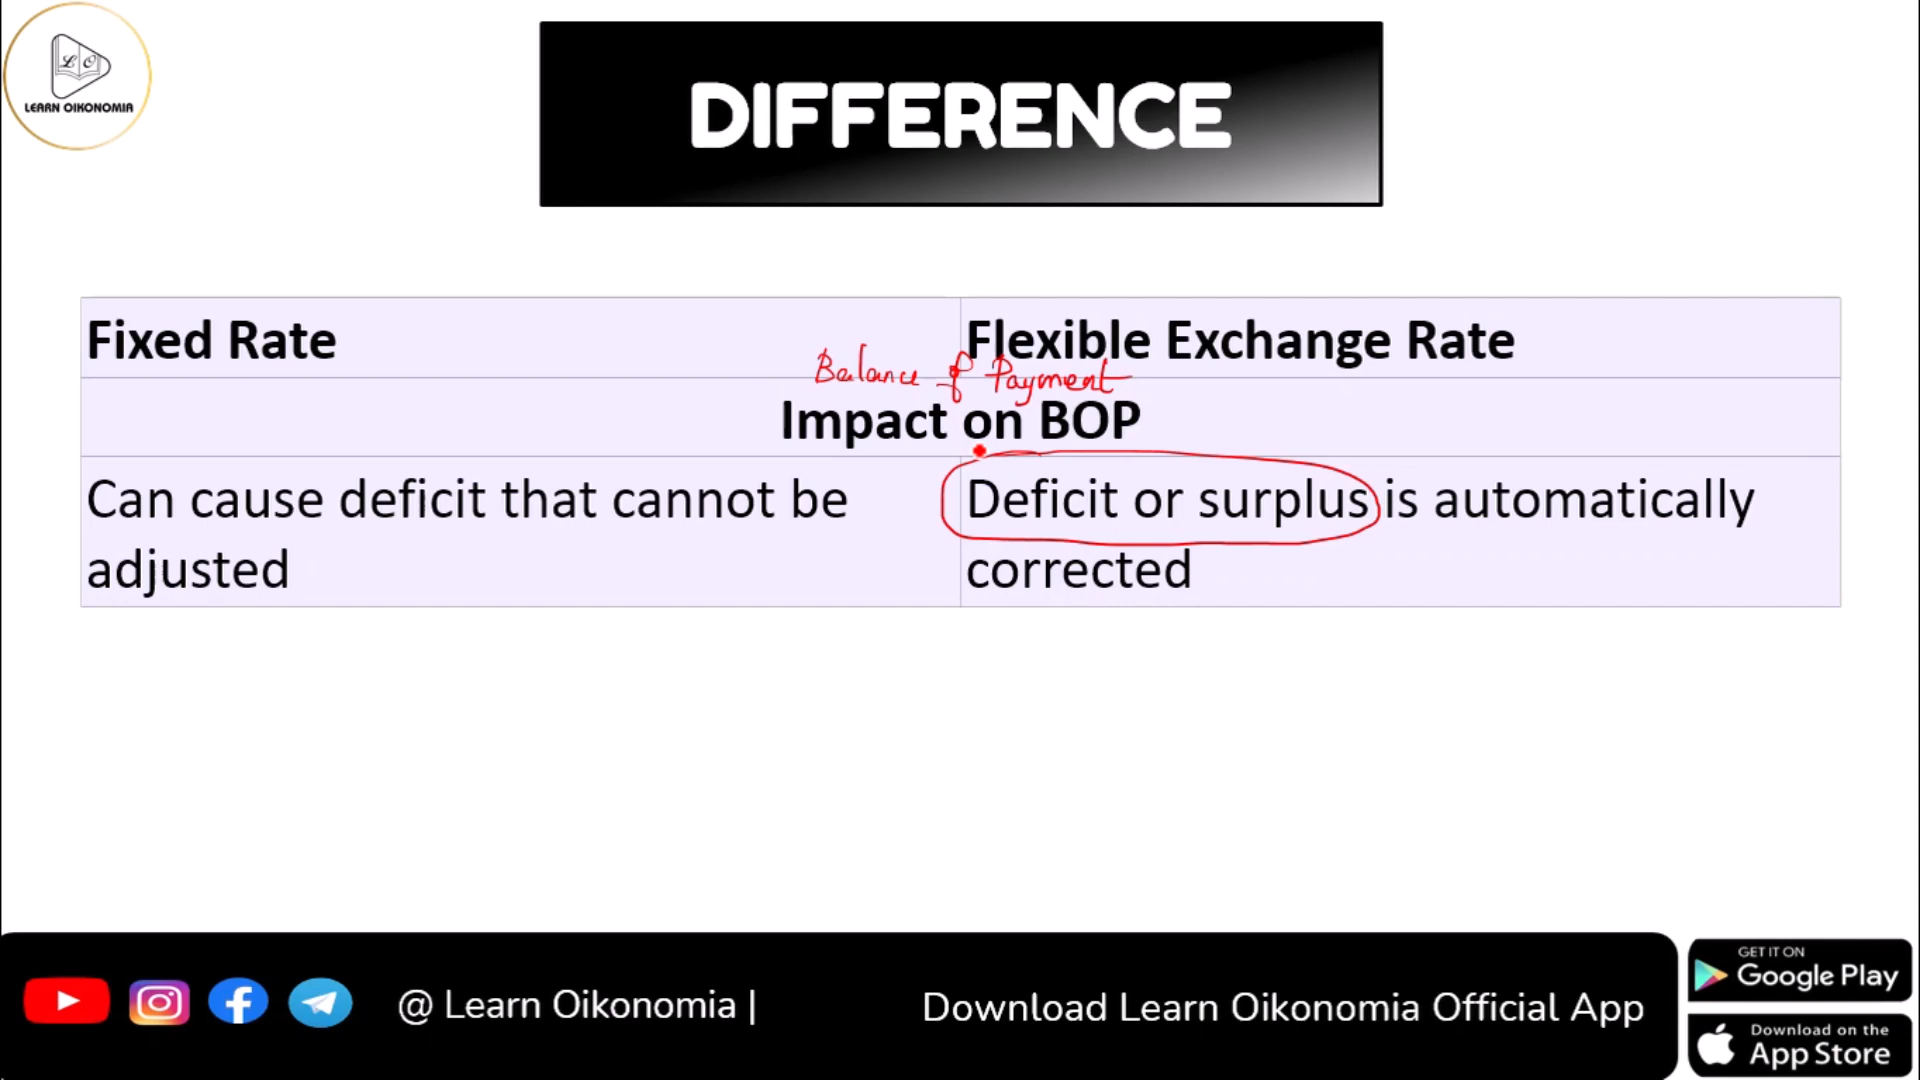 L O
LEARN OIKONOMIA
DIFFERENCE
Fixed Rate
Flexible Exchange Rate
Balance of Payment
Impact on BOP
Can cause deficit that cannot be
adjusted
Deficit or surplus is automatically
corrected
@ Learn Oikonomia |
Download Learn Oikonomia Official App
GET IT ON
Google Play
Download on the
App Store